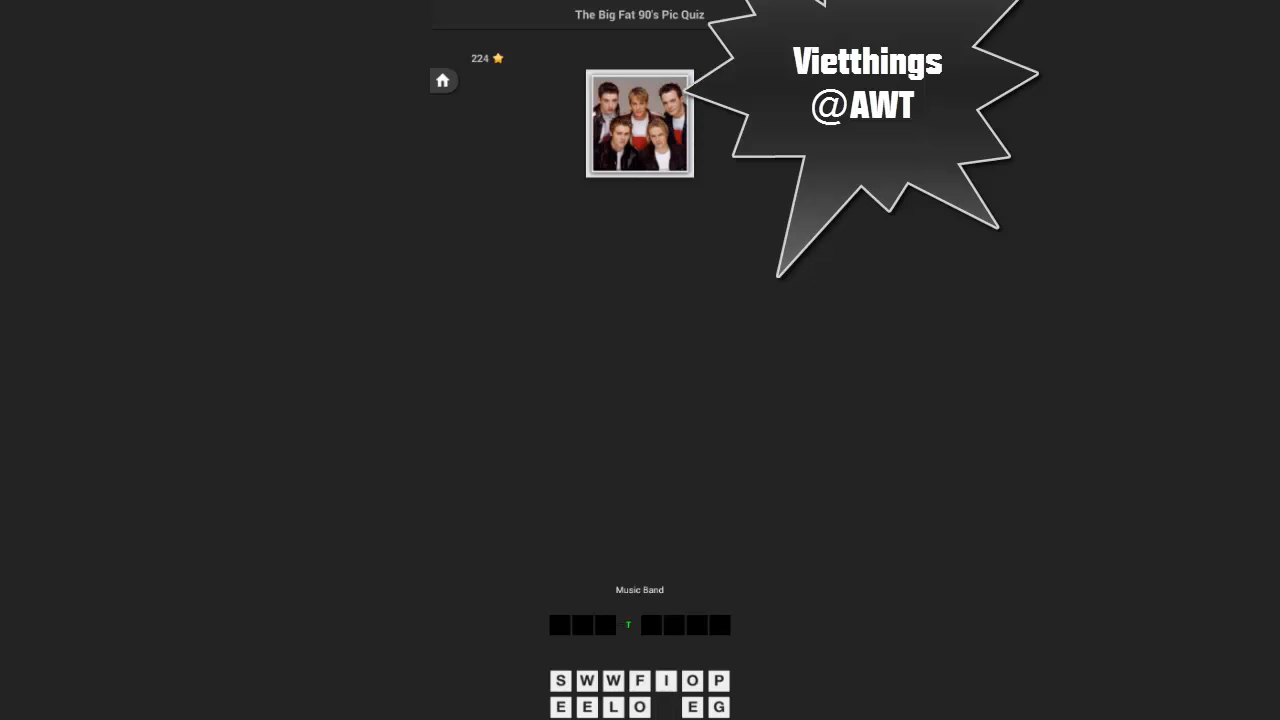 The Big Fat 90's Pic Quiz
224
Vietthings
@AWT
Music Band
T
S W W F I O P
E E L O E G